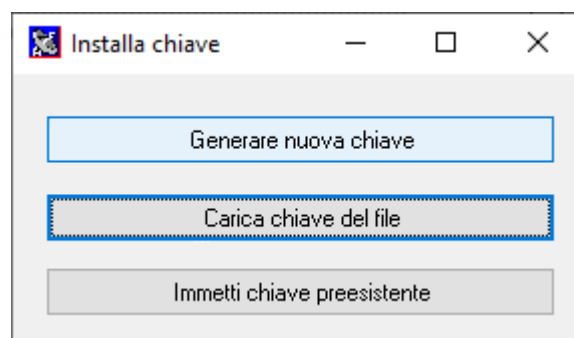 Installa chiave
Generare nuova chiave
Carica chiave del file
Immetti chiave preesistente